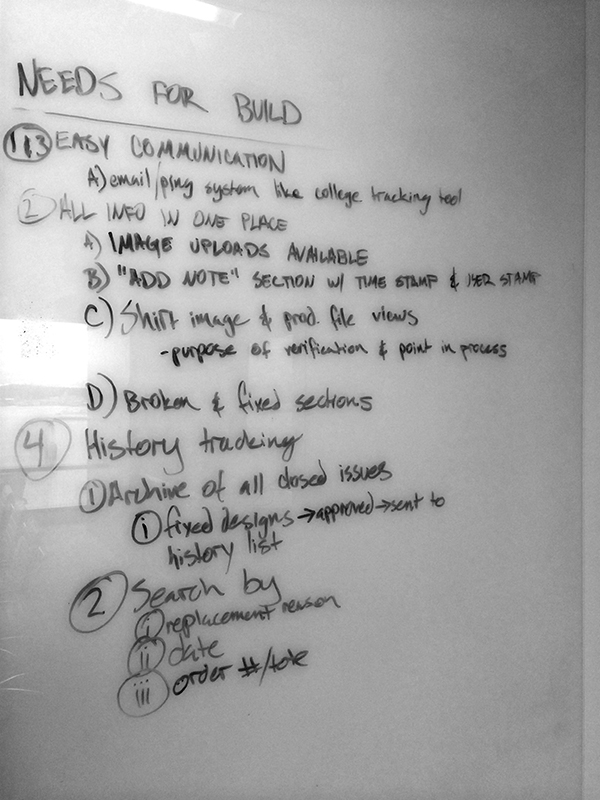 NEEDS FOR BUILD
1 i 3 EASY COMMUNICATION
A) email/ping system like college tracking tool
2 ALL INFO IN ONE PLACE
A) IMAGE UPLOADS AVAILABLE
B) "ADD NOTE" SECTION W/ TIME STAMP & USER STAMP
C) Shirt image & prod. file views
-purpose of verification & point in process
D) Broken & fixed sections
4 History tracking
1 Archive of all closed issues
i fixed designs → approved → sent to
history list
2 Search by
i replacement reason
ii date
iii order #/tote